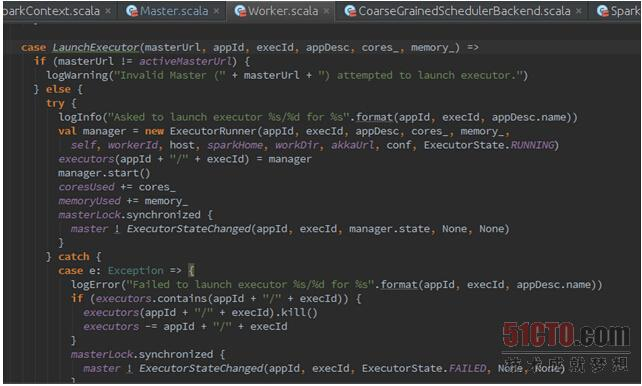 parkContext.scala × Master.scala × Worker.scala × CoarseGrainedSchedulerBackend.scala × Spark
case LaunchExecutor(masterUrl, appId, execId, appDesc, cores_, memory_) =>
if (masterUrl != activeMasterUrl) {
logWarning("Invalid Master (" + masterUrl + ") attempted to launch executor.")
} else {
try {
logInfo("Asked to launch executor %s/%d for %s".format(appId, execId, appDesc.name))
val manager = new ExecutorRunner(appId, execId, appDesc, cores_, memory_,
self, workerId, host, sparkHome, workDir, akkaUrl, conf, ExecutorState.RUNNING)
executors(appId + "/" + execId) = manager
manager.start()
coresUsed += cores_
memoryUsed += memory_
masterLock.synchronized {
master ! ExecutorStateChanged(appId, execId, manager.state, None, None)
}
} catch {
case e: Exception => {
logError("Failed to launch executor %s/%d for %s".format(appId, execId, appDesc.name))
if (executors.contains(appId + "/" + execId)) {
executors(appId + "/" + execId).kill()
executors -= appId + "/" + execId
}
masterLock.synchronized {
master ! ExecutorStateChanged(appId, execId, ExecutorState.FAILED, None, None)
}
51CTO.com
技术成就梦想